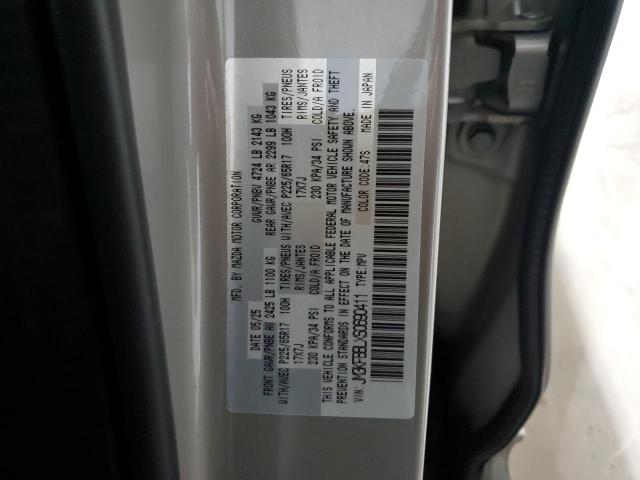 MFD. BY MAZDA MOTOR CORPORATION
DATE 05/25 GVWR/PNBV 4724 LB 2143 KG
FRONT GAWR/PNBE AV 2425 LB 1100 KG REAR GAWR/PNBE AR 2299 LB 1043 KG
WITH/AVEC P225/65R17 100H TIRES/PNEUS WITH/AVEC P225/65R17 100H TIRES/PNEUS
17X7J RIMS/JANTES 17X7J RIMS/JANTES
230 KPA/34 PSI COLD/A FROID 230 KPA/34 PSI COLD/A FROID
THIS VEHICLE CONFORMS TO ALL APPLICABLE FEDERAL MOTOR VEHICLE SAFETY AND THEFT
PREVENTION STANDARDS IN EFFECT ON THE DATE OF MANUFACTURE SHOWN ABOVE.
VIN: JM3KFBBLXS0690411 TYPE:MPV COLOR CODE:47S MADE IN JAPAN